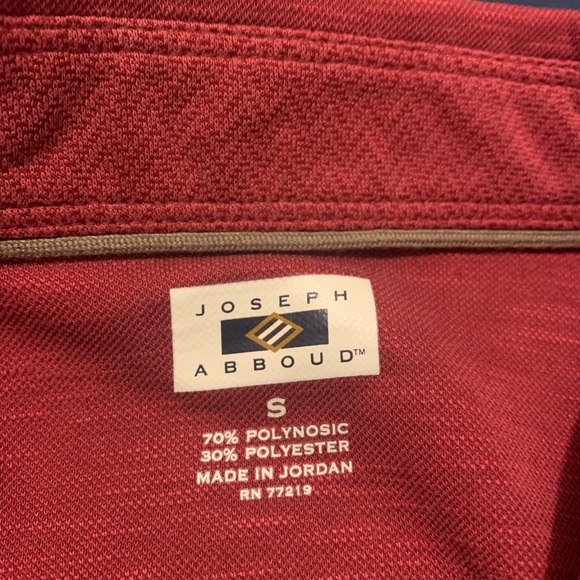 JOSEPH
ABBOUD™
S
70% POLYNOSIC
30% POLYESTER
MADE IN JORDAN
RN 77219